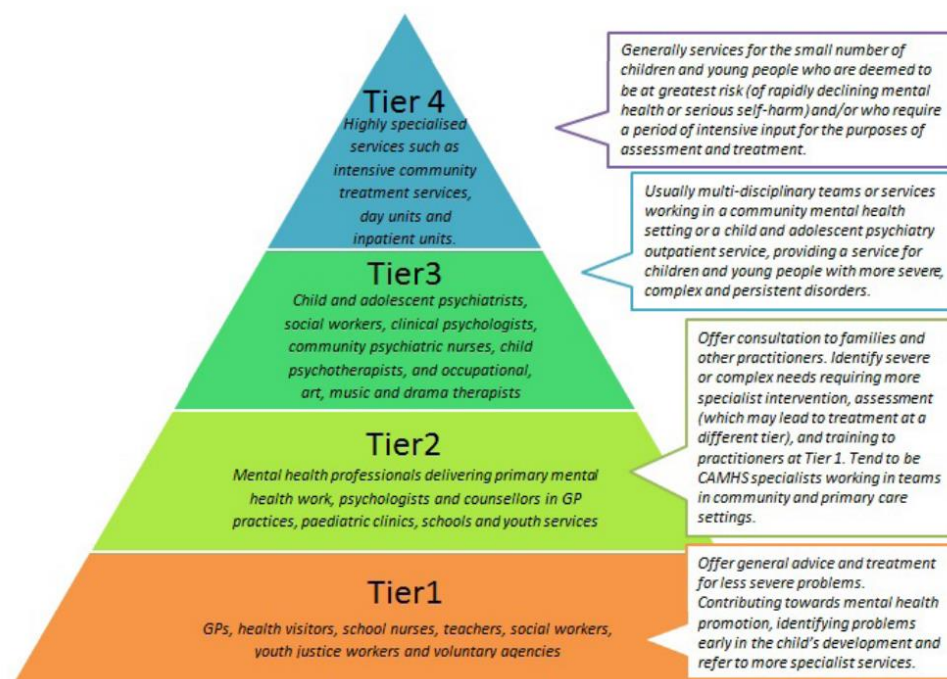 Tier 4
Highly specialised
services such as
intensive community
treatment services,
day units and
inpatient units.
Generally services for the small number of
children and young people who are deemed to
be at greatest risk (of rapidly declining mental
health or serious self-harm) and/or who require
a period of intensive input for the purposes of
assessment and treatment.
Tier3
Child and adolescent psychiatrists,
social workers, clinical psychologists,
community psychiatric nurses, child
psychotherapists, and occupational,
art, music and drama therapists
Usually multi-disciplinary teams or services
working in a community mental health
setting or a child and adolescent psychiatry
outpatient service, providing a service for
children and young people with more severe,
complex and persistent disorders.
Tier2
Mental health professionals delivering primary mental
health work, psychologists and counsellors in GP
practices, paediatric clinics, schools and youth services
Offer consultation to families and
other practitioners. Identify severe
or complex needs requiring more
specialist intervention, assessment
(which may lead to treatment at a
different tier), and training to
practitioners at Tier 1. Tend to be
CAMHS specialists working in teams
in community and primary care
settings.
Tier1
GPs, health visitors, school nurses, teachers, social workers,
youth justice workers and voluntary agencies
Offer general advice and treatment
for less severe problems.
Contributing towards mental health
promotion, identifying problems
early in the child's development and
refer to more specialist services.